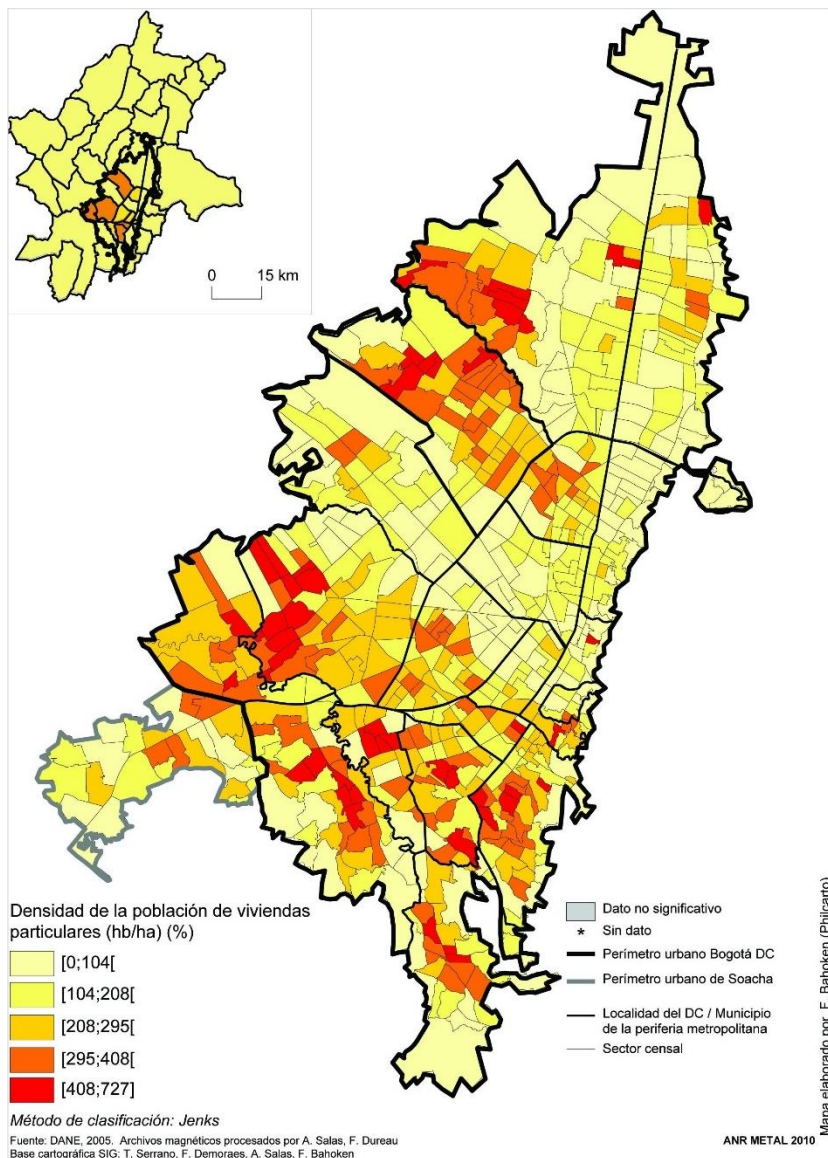 0 15 km
Densidad de la población de viviendas
particulares (hb/ha) (%)
[0;104[
[104;208[
[208;295[
[295;408[
[408;727]
Método de clasificación: Jenks
Fuente: DANE, 2005. Archivos magnéticos procesados por A. Salas, F. Dureau
Base cartográfica SIG: T. Serrano, F. Demoraes, A. Salas, F. Bahoken
Dato no significativo
* Sin dato
Perímetro urbano Bogotá DC
Perímetro urbano de Soacha
Localidad del DC / Municipio
de la periferia metropolitana
Sector censal
ANR METAL 2010
Mapa elaborado por F. Bahoken (Philcarto)